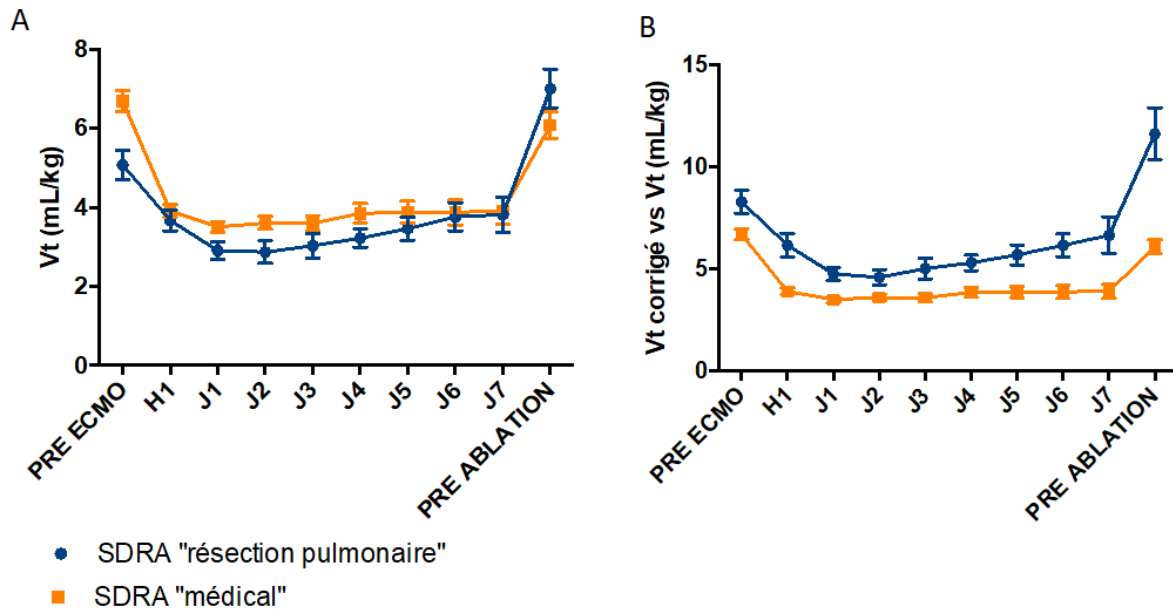 A
Vt (mL/kg)
8
6
4
2
0
PRE ECMO
H1
J1
J2
J3
J4
J5
J6
J7
PRE ABLATION
B
Vt corrigé vs Vt (mL/kg)
15
10
5
0
PRE ECMO
H1
J1
J2
J3
J4
J5
J6
J7
PRE ABLATION
SDRA "résection pulmonaire"
SDRA "médical"